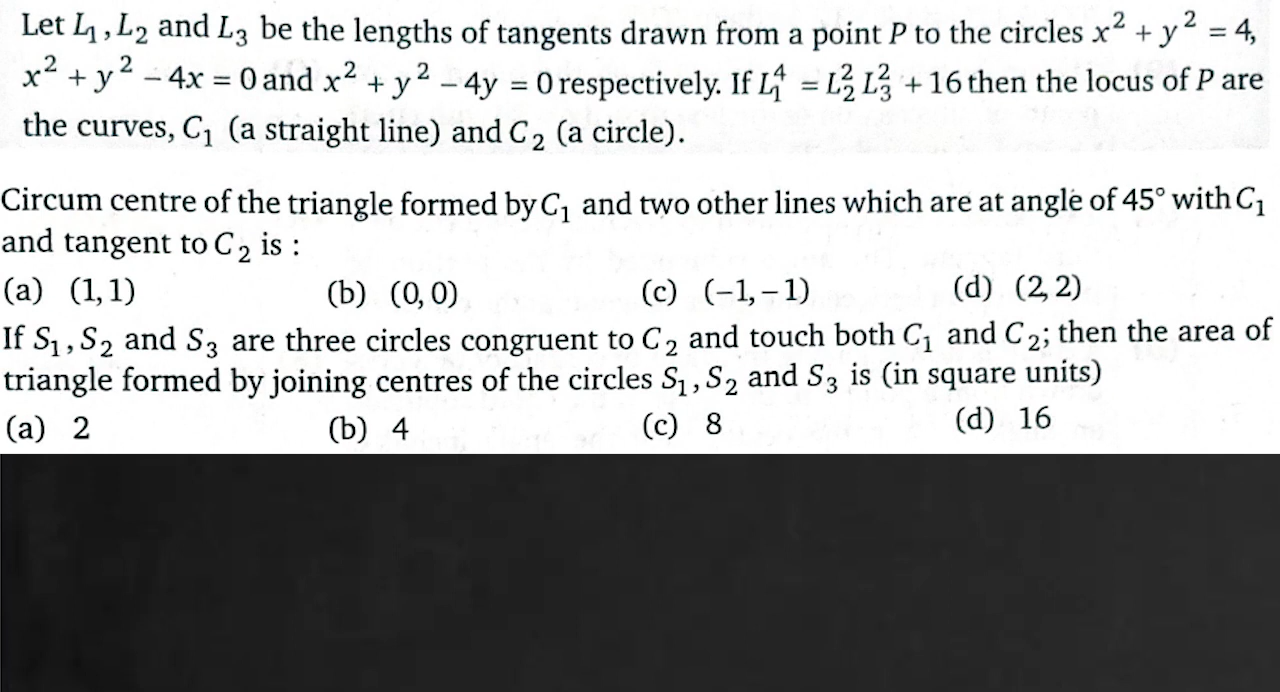 Let L₁, L₂ and L₃ be the lengths of tangents drawn from a point P to the circles x² + y² = 4,
x² + y² – 4x = 0 and x² + y² – 4y = 0 respectively. If L₁⁴ = L₂² L₃² + 16 then the locus of P are
the curves, C₁ (a straight line) and C₂ (a circle).
Circum centre of the triangle formed by C₁ and two other lines which are at angle of 45° with C₁
and tangent to C₂ is :
(a) (1, 1) (b) (0, 0) (c) (–1, –1) (d) (2, 2)
If S₁, S₂ and S₃ are three circles congruent to C₂ and touch both C₁ and C₂; then the area of
triangle formed by joining centres of the circles S₁, S₂ and S₃ is (in square units)
(a) 2 (b) 4 (c) 8 (d) 16